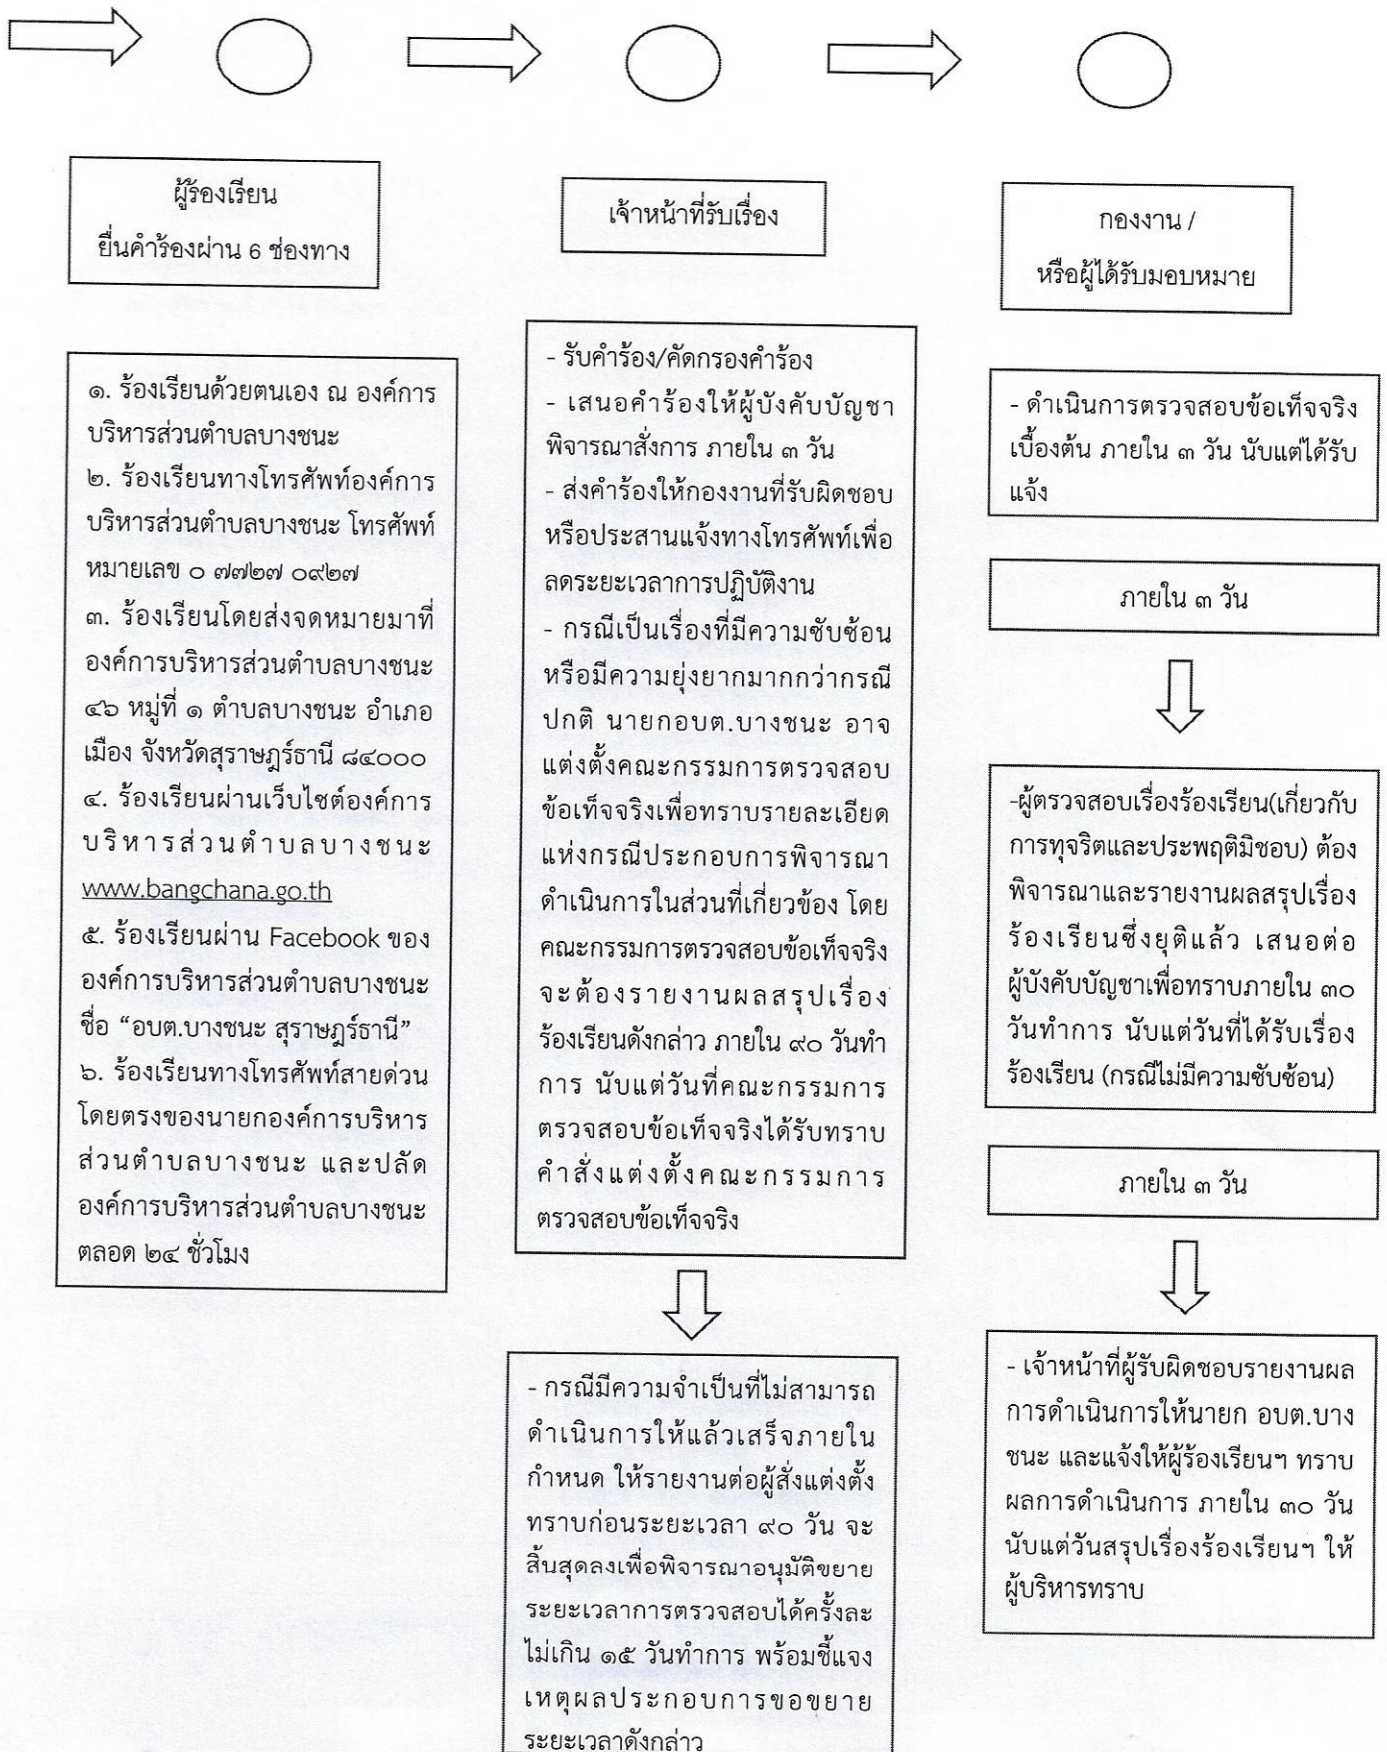 ผู้ร้องเรียน
ยื่นคำร้องผ่าน 6 ช่องทาง
เจ้าหน้าที่รับเรื่อง
กองงาน /
หรือผู้ได้รับมอบหมาย
๑. ร้องเรียนด้วยตนเอง ณ องค์การ
บริหารส่วนตำบลบางชนะ
๒. ร้องเรียนทางโทรศัพท์องค์การ
บริหารส่วนตำบลบางชนะ โทรศัพท์
หมายเลข ๐ ๗๗๒๗ ๐๙๒๗
๓. ร้องเรียนโดยส่งจดหมายมาที่
องค์การบริหารส่วนตำบลบางชนะ
๔๖ หมู่ที่ ๑ ตำบลบางชนะ อำเภอ
เมือง จังหวัดสุราษฎร์ธานี ๘๔๐๐๐
๔. ร้องเรียนผ่านเว็บไซต์องค์การ
บริหารส่วนตำบลบางชนะ
www.bangchana.go.th
๕. ร้องเรียนผ่าน Facebook ของ
องค์การบริหารส่วนตำบลบางชนะ
ชื่อ “อบต.บางชนะ สุราษฎร์ธานี”
๖. ร้องเรียนทางโทรศัพท์สายด่วน
โดยตรงของนายกองค์การบริหาร
ส่วนตำบลบางชนะ และปลัด
องค์การบริหารส่วนตำบลบางชนะ
ตลอด ๒๔ ชั่วโมง
- รับคำร้อง/คัดกรองคำร้อง
- เสนอคำร้องให้ผู้บังคับบัญชา
พิจารณาสั่งการ ภายใน ๓ วัน
- ส่งคำร้องให้กองงานที่รับผิดชอบ
หรือประสานแจ้งทางโทรศัพท์เพื่อ
ลดระยะเวลาการปฏิบัติงาน
- กรณีเป็นเรื่องที่มีความซับซ้อน
หรือมีความยุ่งยากมากกว่ากรณี
ปกติ นายกอบต.บางชนะ อาจ
แต่งตั้งคณะกรรมการตรวจสอบ
ข้อเท็จจริงเพื่อทราบรายละเอียด
แห่งกรณีประกอบการพิจารณา
ดำเนินการในส่วนที่เกี่ยวข้อง โดย
คณะกรรมการตรวจสอบข้อเท็จจริง
จะต้องรายงานผลสรุปเรื่อง
ร้องเรียนดังกล่าว ภายใน ๙๐ วันทำ
การ นับแต่วันที่คณะกรรมการ
ตรวจสอบข้อเท็จจริงได้รับทราบ
คำสั่งแต่งตั้งคณะกรรมการ
ตรวจสอบข้อเท็จจริง
- กรณีมีความจำเป็นที่ไม่สามารถ
ดำเนินการให้แล้วเสร็จภายใน
กำหนด ให้รายงานต่อผู้สั่งแต่งตั้ง
ทราบก่อนระยะเวลา ๙๐ วัน จะ
สิ้นสุดลงเพื่อพิจารณาอนุมัติขยาย
ระยะเวลาการตรวจสอบได้ครั้งละ
ไม่เกิน ๑๕ วันทำการ พร้อมชี้แจง
เหตุผลประกอบการขอขยาย
ระยะเวลาดังกล่าว
- ดำเนินการตรวจสอบข้อเท็จจริง
เบื้องต้น ภายใน ๓ วัน นับแต่ได้รับ
แจ้ง
ภายใน ๓ วัน
-ผู้ตรวจสอบเรื่องร้องเรียน(เกี่ยวกับ
การทุจริตและประพฤติมิชอบ) ต้อง
พิจารณาและรายงานผลสรุปเรื่อง
ร้องเรียนซึ่งยุติแล้ว เสนอต่อ
ผู้บังคับบัญชาเพื่อทราบภายใน ๓๐
วันทำการ นับแต่วันที่ได้รับเรื่อง
ร้องเรียน (กรณีไม่มีความซับซ้อน)
ภายใน ๓ วัน
- เจ้าหน้าที่ผู้รับผิดชอบรายงานผล
การดำเนินการให้นายก อบต.บาง
ชนะ และแจ้งให้ผู้ร้องเรียนฯ ทราบ
ผลการดำเนินการ ภายใน ๓๐ วัน
นับแต่วันสรุปเรื่องร้องเรียนฯ ให้
ผู้บริหารทราบ